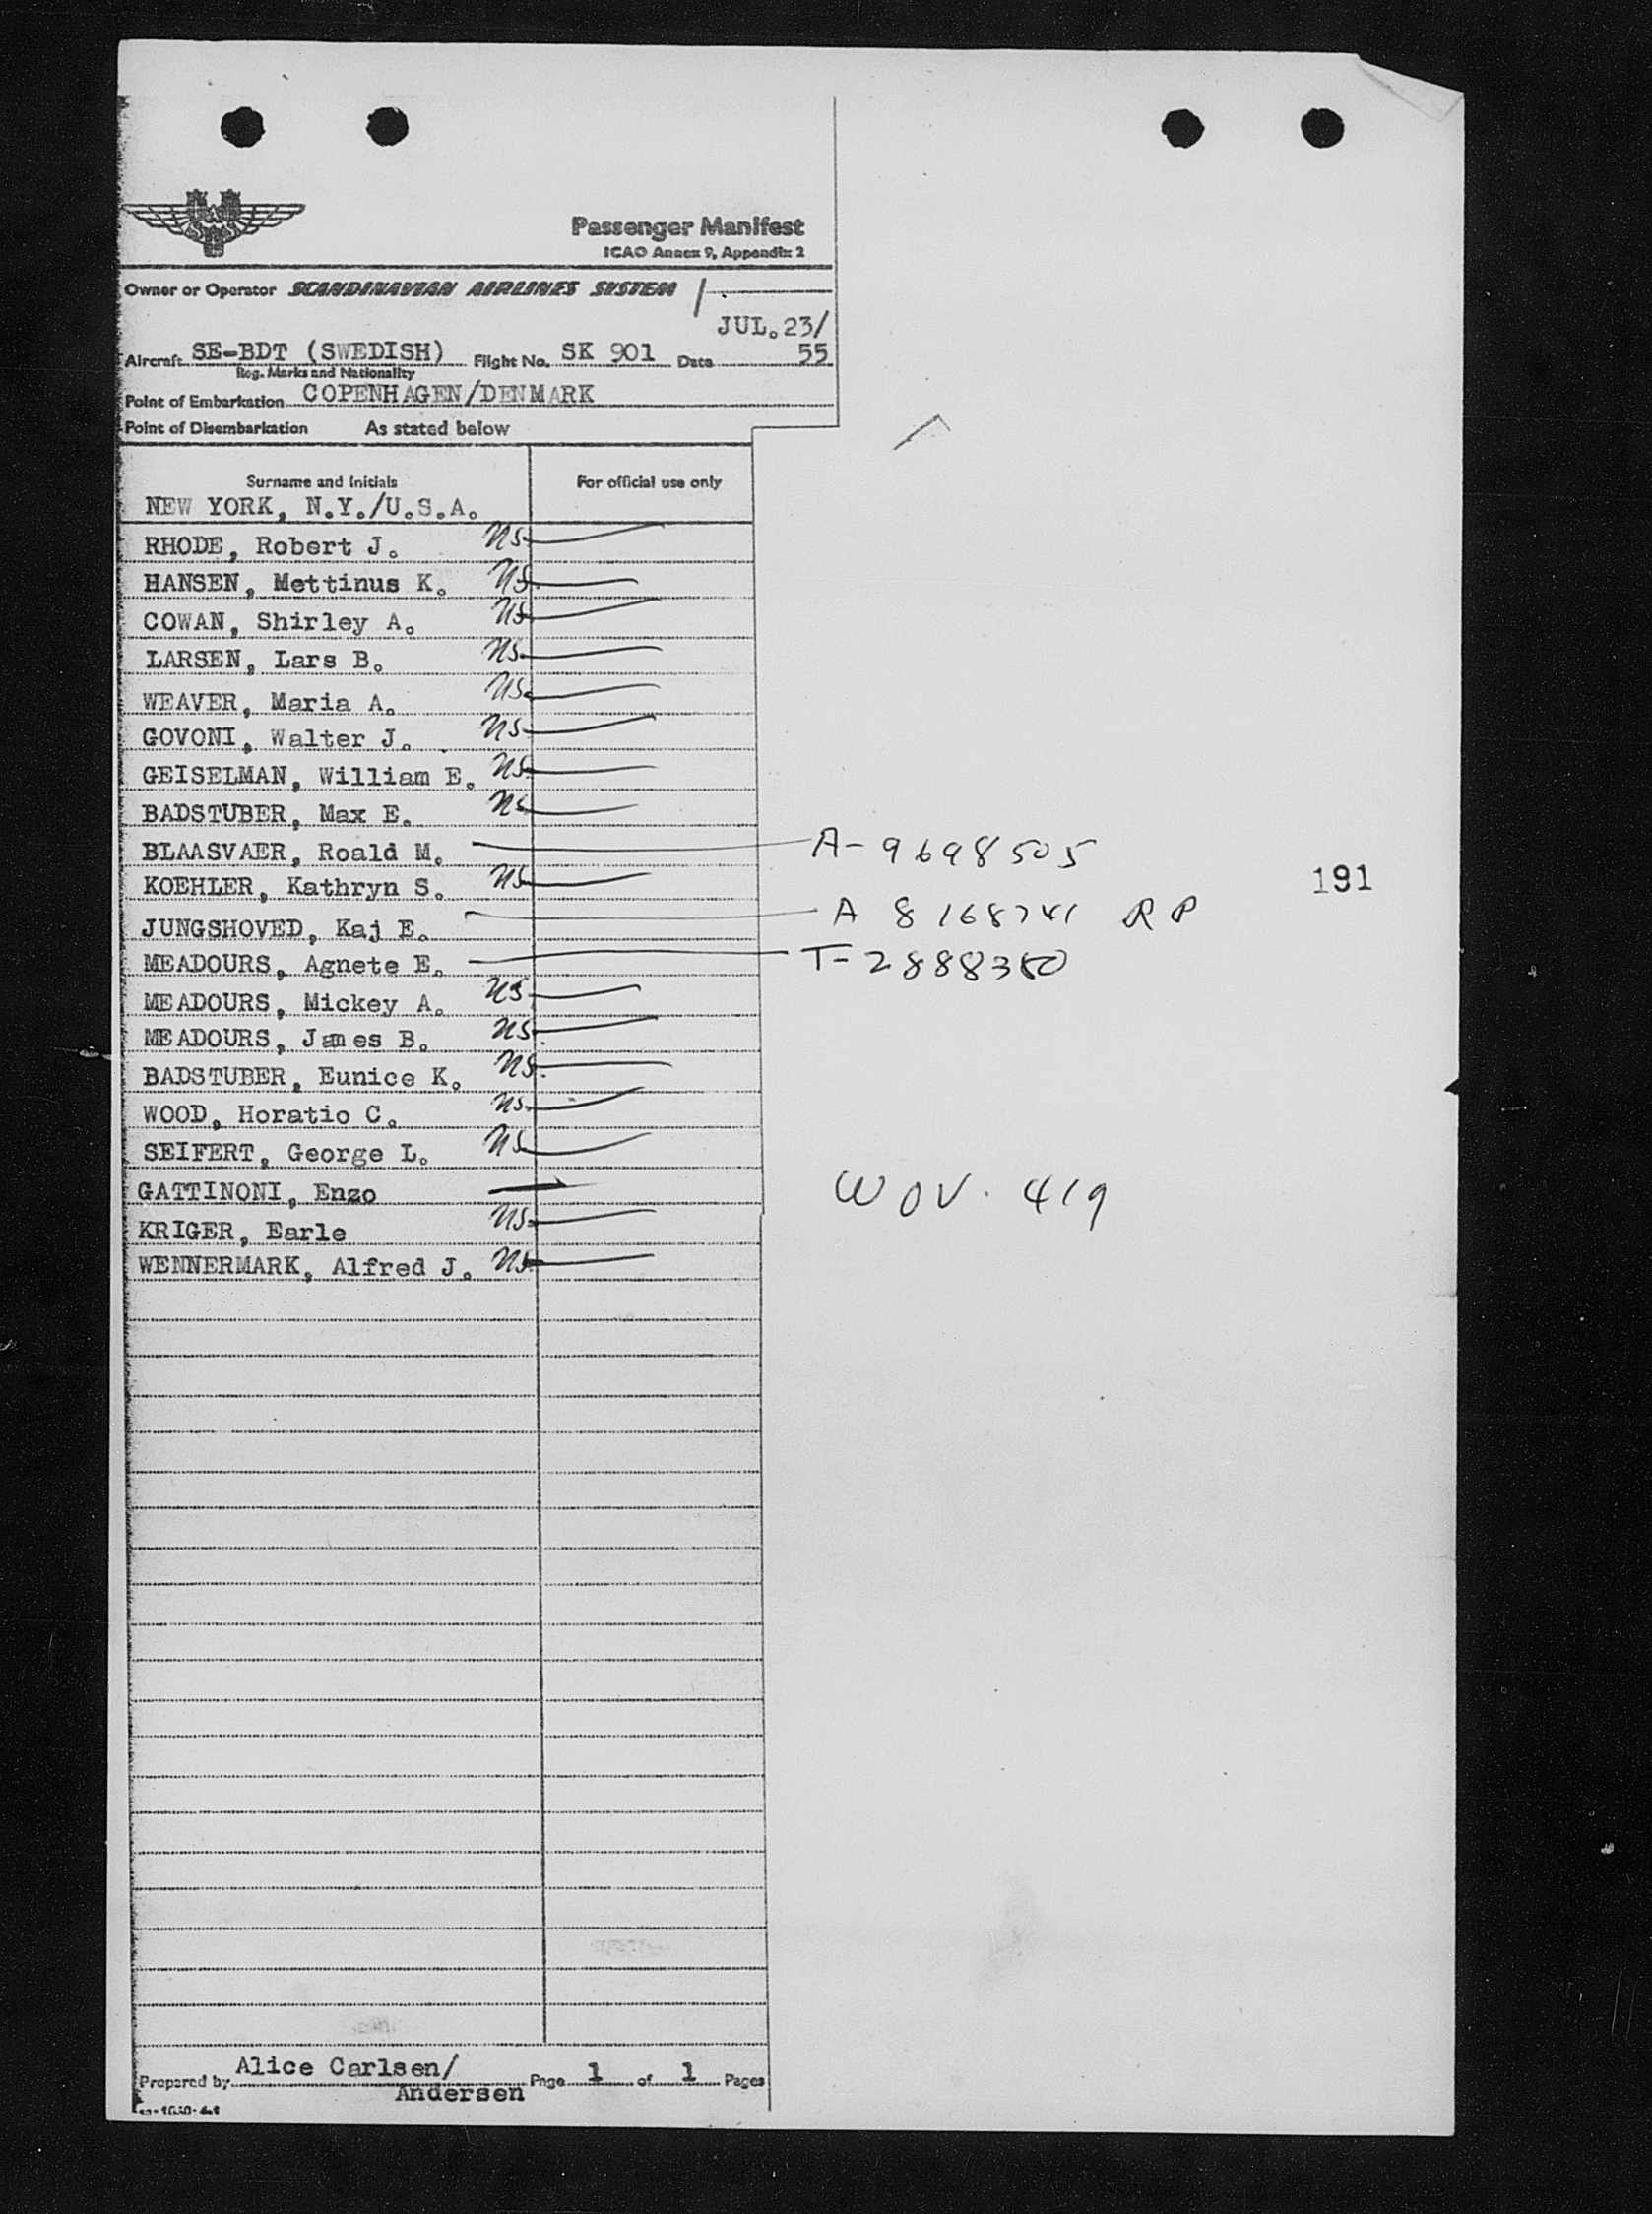 Passenger Manifest
ICAO Annex 9, Appendix 2
Owner or Operator SCANDINAVIAN AIRLINES SYSTEM
JUL. 23/
Aircraft SE-BDT (SWEDISH) Flight No. SK 901 Date 55
Reg. Marks and Nationality
Point of Embarkation COPENHAGEN/DENMARK
Point of Disembarkation As stated below
Surname and Initials For official use only
NEW YORK, N.Y./U.S.A.
RHODE, Robert J. US
HANSEN, Mettinus K. US
COWAN, Shirley A. US
LARSEN, Lars B. US
WEAVER, Maria A. US
GOVONI, Walter J. US
GEISELMAN, William E. US
BADSTUBER, Max E. US
BLAASVAER, Roald M. A-9698505
KOEHLER, Kathryn S. US 191
JUNGSHOVED, Kaj E. A 8168741 RP
MEADOURS, Agnete E. T-2888350
MEADOURS, Mickey A. US
MEADOURS, James B. US
BADSTUBER, Eunice K. US
WOOD, Horatio C. US
SEIFERT, George L. US
GATTINONI, Enzo WOV. 419
KRIGER, Earle US
WENNERMARK, Alfred J. US
Prepared by Alice Carlsen/ Page 1 of 1 Pages
Andersen